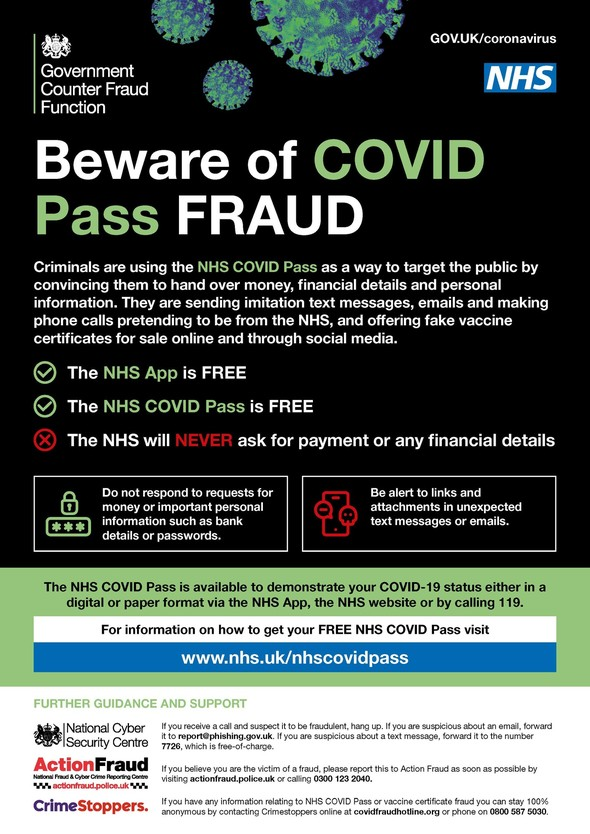 GOV.UK/coronavirus
Government
Counter Fraud
Function
NHS
Beware of COVID
Pass FRAUD
Criminals are using the NHS COVID Pass as a way to target the public by
convincing them to hand over money, financial details and personal
information. They are sending imitation text messages, emails and making
phone calls pretending to be from the NHS, and offering fake vaccine
certificates for sale online and through social media.
The NHS App is FREE
The NHS COVID Pass is FREE
The NHS will NEVER ask for payment or any financial details
Do not respond to requests for
money or important personal
information such as bank
details or passwords.
Be alert to links and
attachments in unexpected
text messages or emails.
The NHS COVID Pass is available to demonstrate your COVID-19 status either in a
digital or paper format via the NHS App, the NHS website or by calling 119.
For information on how to get your FREE NHS COVID Pass visit
www.nhs.uk/nhscovidpass
FURTHER GUIDANCE AND SUPPORT
National Cyber
Security Centre
If you receive a call and suspect it to be fraudulent, hang up. If you are suspicious about an email, forward
it to report@phishing.gov.uk. If you are suspicious about a text message, forward it to the number
7726, which is free-of-charge.
ActionFraud
National Fraud & Cyber Crime Reporting Centre
actionfraud.police.uk
If you believe you are the victim of a fraud, please report this to Action Fraud as soon as possible by
visiting actionfraud.police.uk or calling 0300 123 2040.
CrimeStoppers.
If you have any information relating to NHS COVID Pass or vaccine certificate fraud you can stay 100%
anonymous by contacting Crimestoppers online at covidfraudhotline.org or phone on 0800 587 5030.